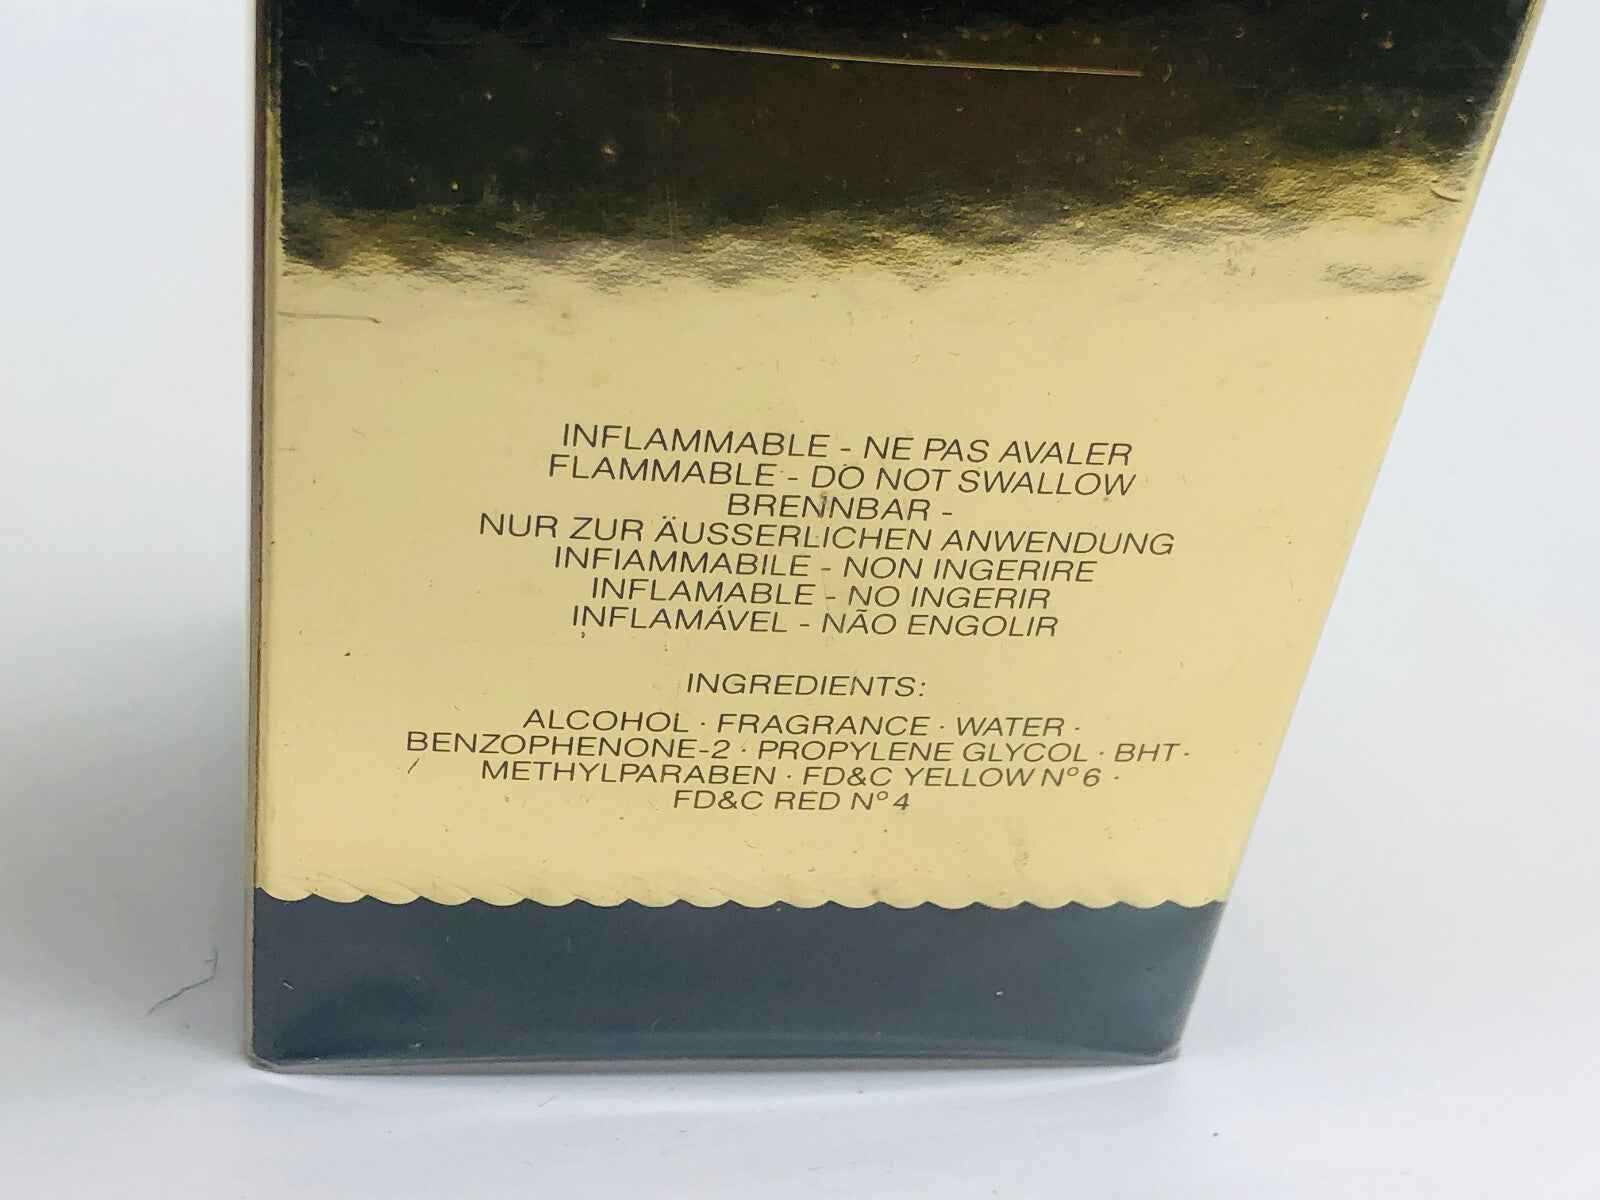 INFLAMMABLE - NE PAS AVALER
FLAMMABLE - DO NOT SWALLOW
BRENNBAR -
NUR ZUR ÄUSSERLICHEN ANWENDUNG
INFIAMMABILE - NON INGERIRE
INFLAMABLE - NO INGERIR
INFLAMÁVEL - NÃO ENGOLIR
INGREDIENTS:
ALCOHOL · FRAGRANCE · WATER ·
BENZOPHENONE-2 · PROPYLENE GLYCOL · BHT ·
METHYLPARABEN · FD&C YELLOW Nº 6 ·
FD&C RED Nº 4